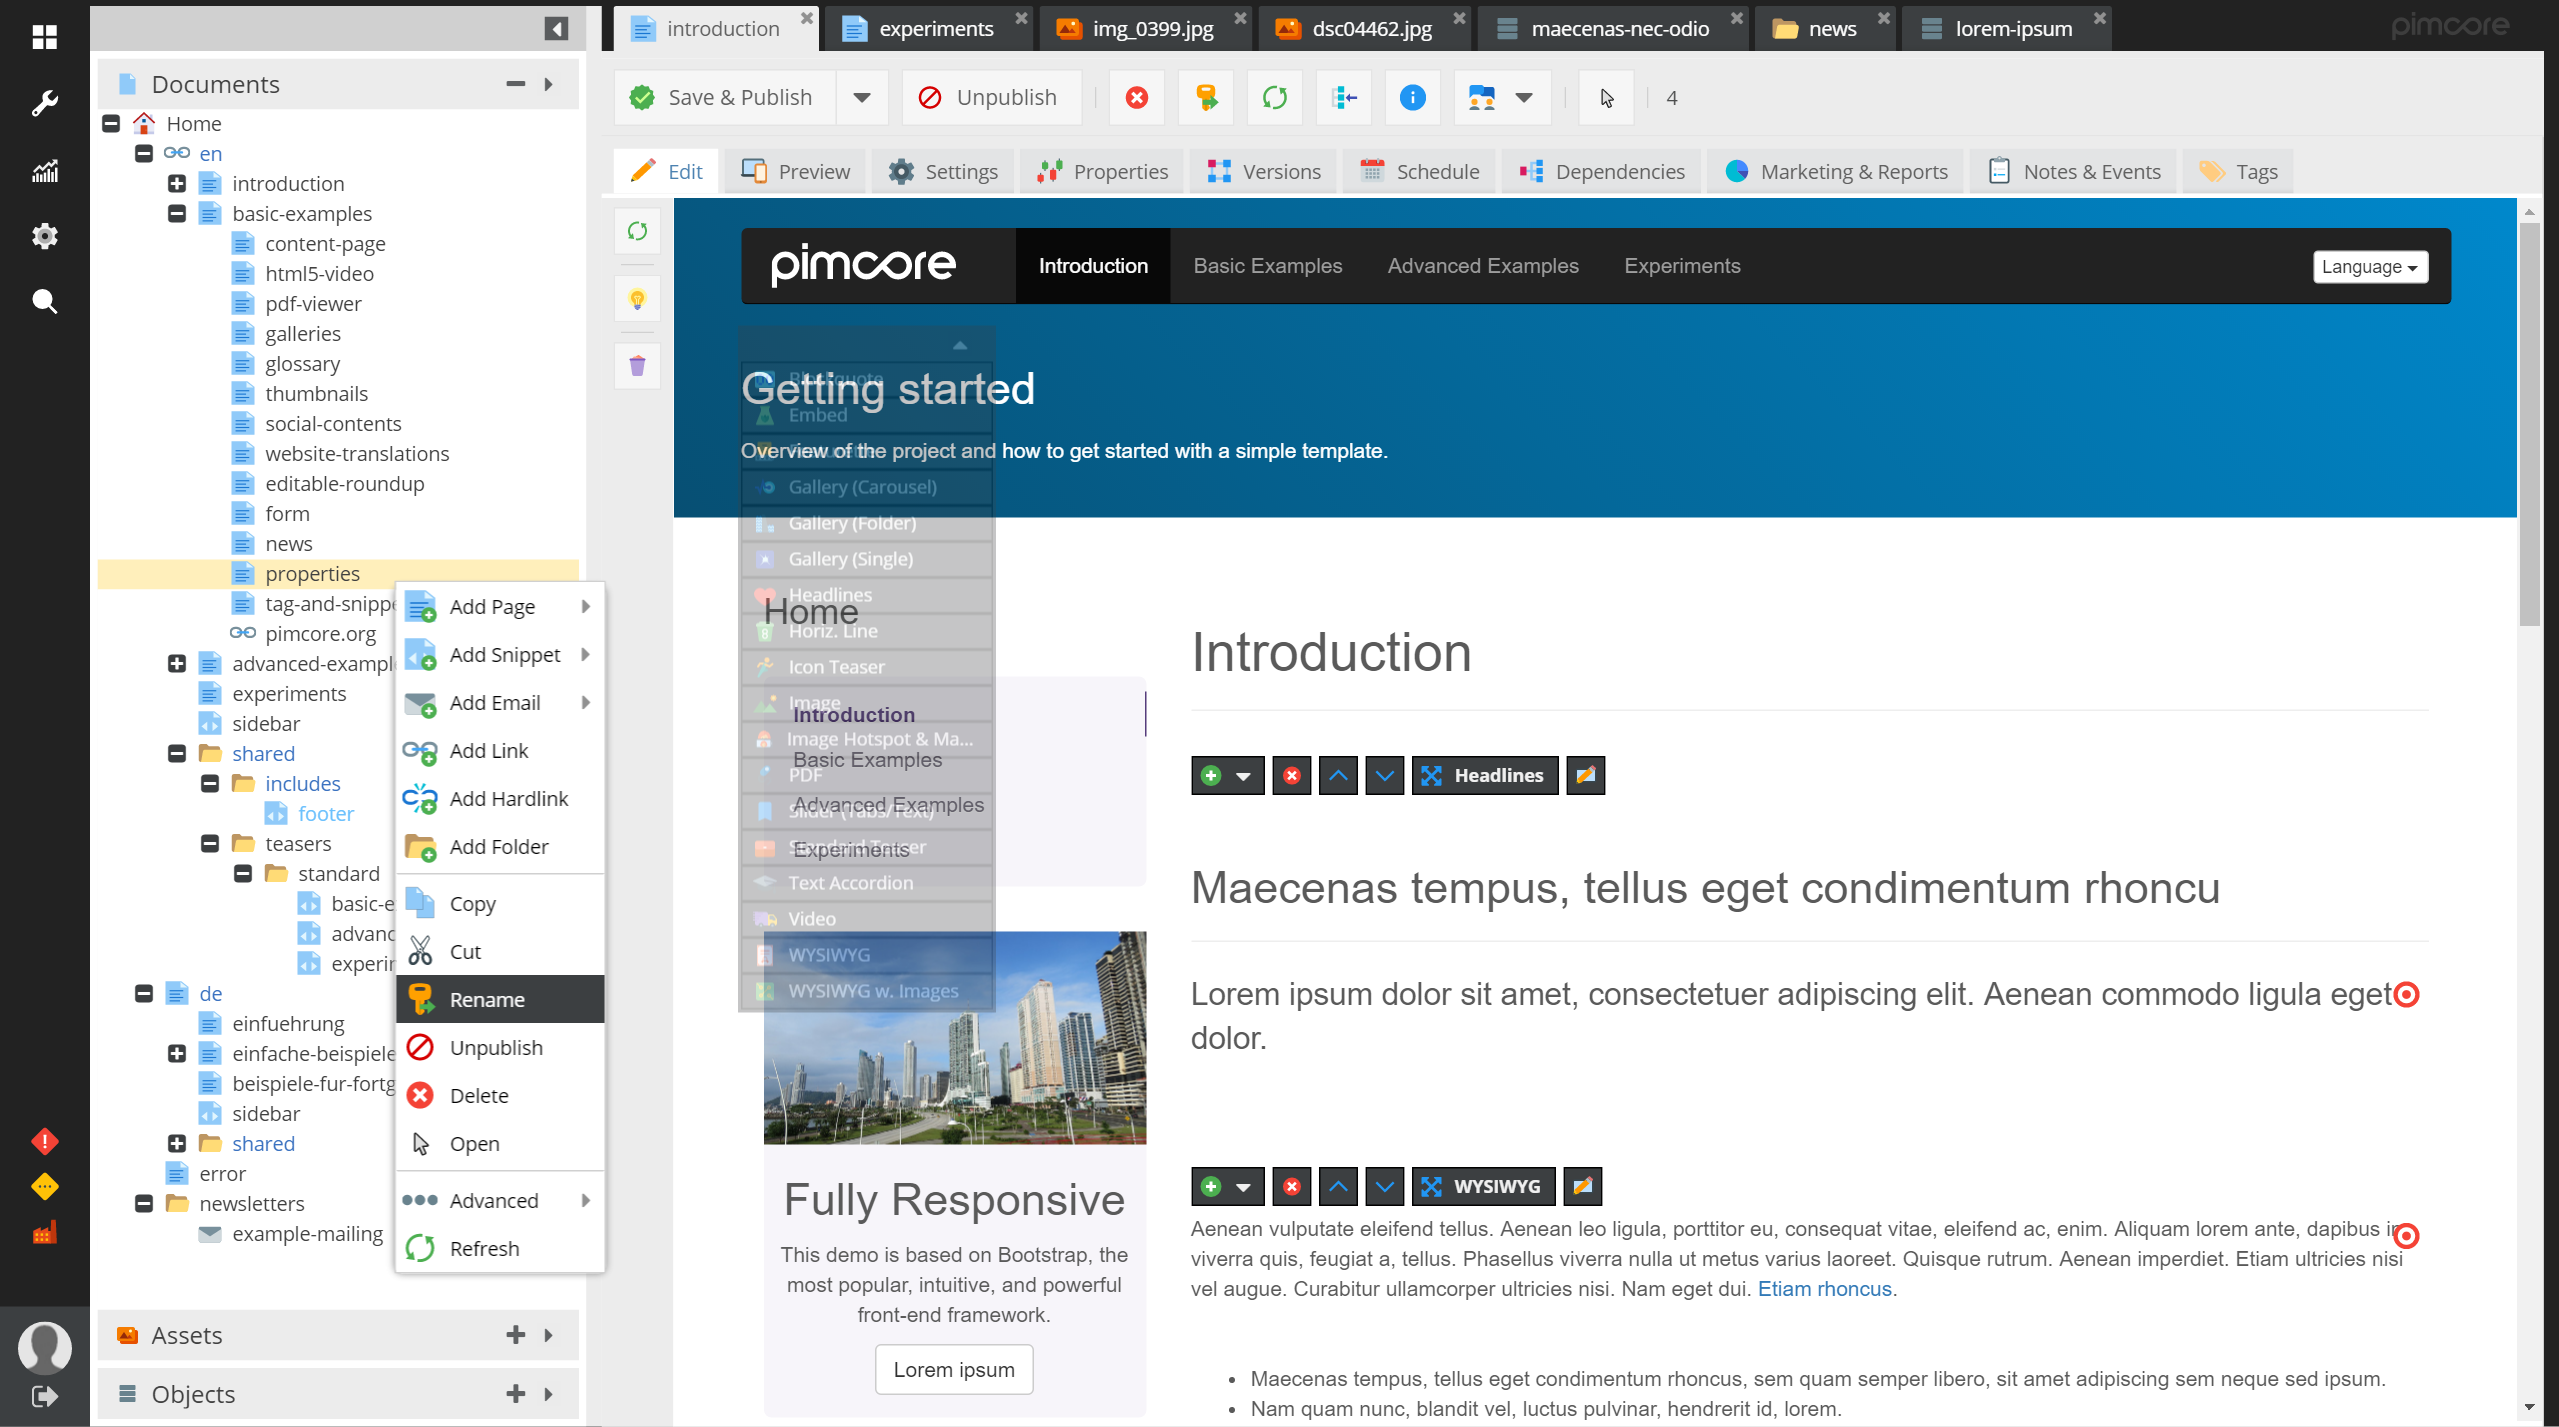 introduction
experiments
img_0399.jpg
dsc04462.jpg
maecenas-nec-odio
news
lorem-ipsum
pimcore
Documents
Save & Publish
Unpublish
4
Edit
Preview
Settings
Properties
Versions
Schedule
Dependencies
Marketing & Reports
Notes & Events
Tags
Home
en
introduction
basic-examples
content-page
html5-video
pdf-viewer
galleries
glossary
thumbnails
social-contents
website-translations
editable-roundup
form
news
properties
tag-and-snippe
pimcore.org
advanced-exampl
experiments
sidebar
shared
includes
footer
teasers
standard
basic-e
advanc
experin
de
einfuehrung
einfache-beispiele
beispiele-fur-fortg
sidebar
shared
error
newsletters
example-mailing
Assets
Objects
Add Page
Add Snippet
Add Email
Add Link
Add Hardlink
Add Folder
Copy
Cut
Rename
Unpublish
Delete
Open
Advanced
Refresh
pimcore
Introduction
Basic Examples
Advanced Examples
Experiments
Language
Getting started
Overview of the project and how to get started with a simple template.
Blockquote
Embed
Gallery (Carousel)
Gallery (Folder)
Gallery (Single)
Headlines
Horiz. Line
Icon Teaser
Image
Image Hotspot & Ma...
PDF
Slider (Tabs/Text)
Standard Teaser
Text Accordion
Video
WYSIWYG
WYSIWYG w. Images
Home
Introduction
Basic Examples
Advanced Examples
Experiments
Fully Responsive
This demo is based on Bootstrap, the
most popular, intuitive, and powerful
front-end framework.
Lorem ipsum
Introduction
Headlines
Maecenas tempus, tellus eget condimentum rhoncu
Lorem ipsum dolor sit amet, consectetuer adipiscing elit. Aenean commodo ligula eget
dolor.
WYSIWYG
Aenean vulputate eleifend tellus. Aenean leo ligula, porttitor eu, consequat vitae, eleifend ac, enim. Aliquam lorem ante, dapibus in
viverra quis, feugiat a, tellus. Phasellus viverra nulla ut metus varius laoreet. Quisque rutrum. Aenean imperdiet. Etiam ultricies nisi
vel augue. Curabitur ullamcorper ultricies nisi. Nam eget dui. Etiam rhoncus.
• Maecenas tempus, tellus eget condimentum rhoncus, sem quam semper libero, sit amet adipiscing sem neque sed ipsum.
• Nam quam nunc, blandit vel, luctus pulvinar, hendrerit id, lorem.